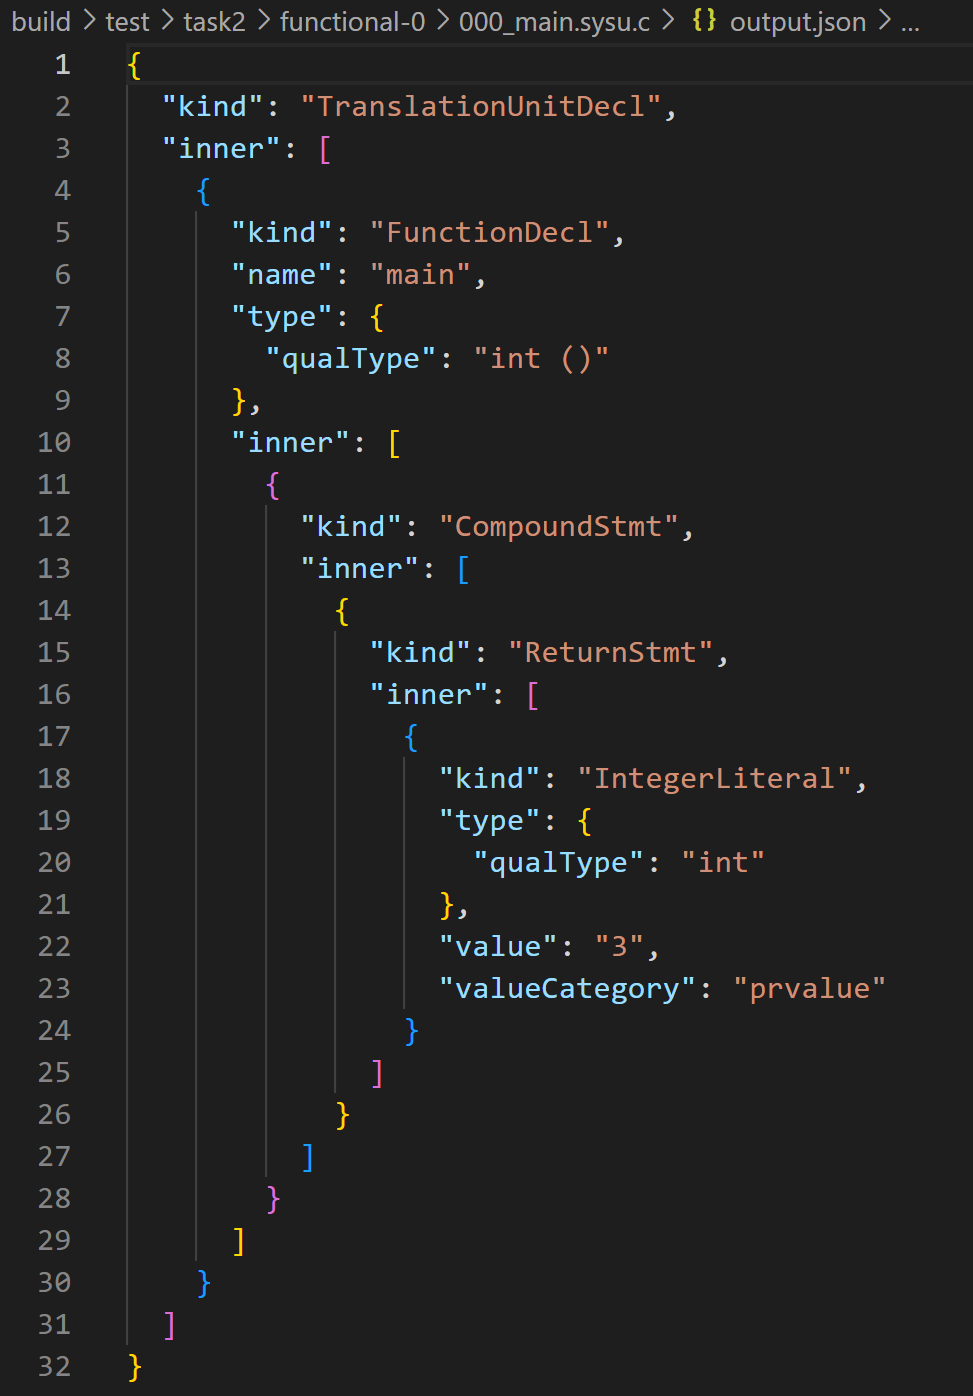 build > test > task2 > functional-0 > 000_main.sysu.c > {} output.json > ...
1 {
2   "kind": "TranslationUnitDecl",
3   "inner": [
4     {
5       "kind": "FunctionDecl",
6       "name": "main",
7       "type": {
8         "qualType": "int ()"
9       },
10       "inner": [
11         {
12           "kind": "CompoundStmt",
13           "inner": [
14             {
15               "kind": "ReturnStmt",
16               "inner": [
17                 {
18                   "kind": "IntegerLiteral",
19                   "type": {
20                     "qualType": "int"
21                   },
22                   "value": "3",
23                   "valueCategory": "prvalue"
24                 }
25               ]
26             }
27           ]
28         }
29       ]
30     }
31   ]
32 }